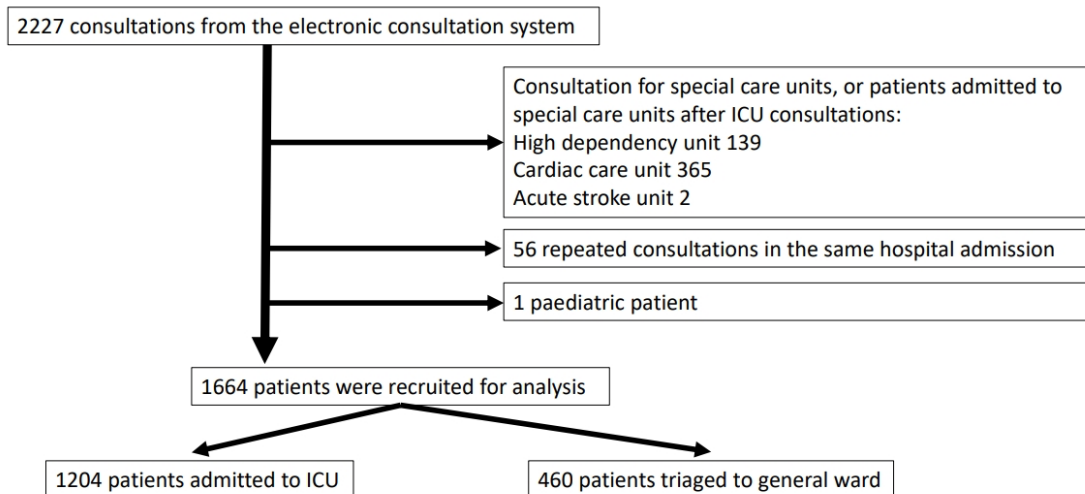 2227 consultations from the electronic consultation system
Consultation for special care units, or patients admitted to
special care units after ICU consultations:
High dependency unit 139
Cardiac care unit 365
Acute stroke unit 2
56 repeated consultations in the same hospital admission
1 paediatric patient
1664 patients were recruited for analysis
1204 patients admitted to ICU
460 patients triaged to general ward